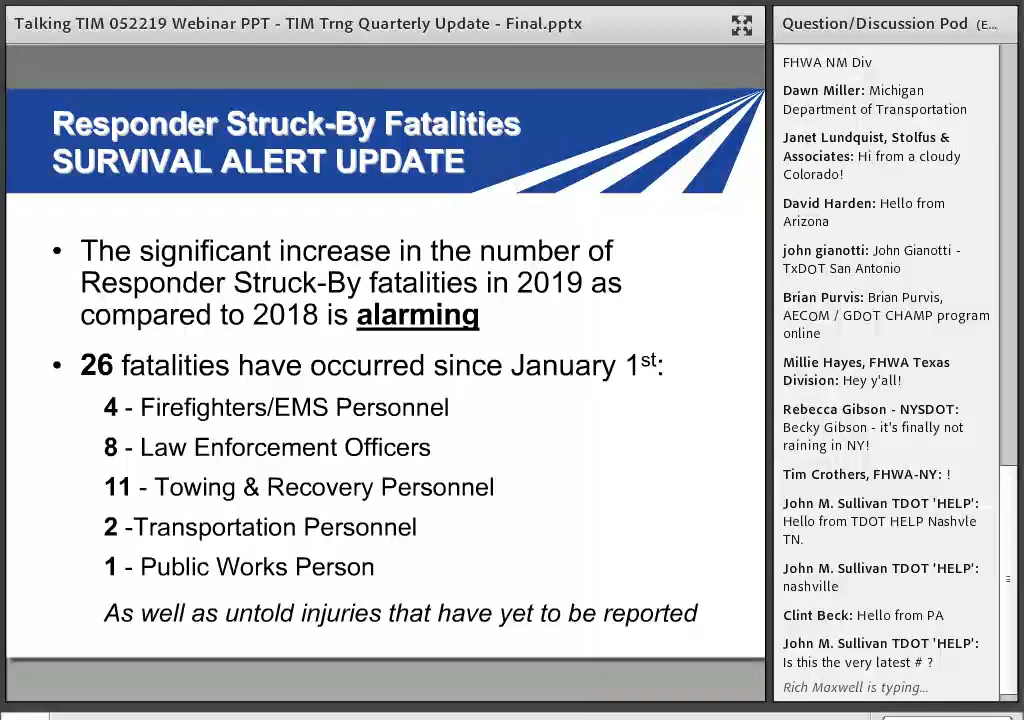 Talking TIM 052219 Webinar PPT - TIM Trng Quarterly Update - Final.pptx
Responder Struck-By Fatalities
SURVIVAL ALERT UPDATE
• The significant increase in the number of
Responder Struck-By fatalities in 2019 as
compared to 2018 is alarming
• 26 fatalities have occurred since January 1st:
4 - Firefighters/EMS Personnel
8 - Law Enforcement Officers
11 - Towing & Recovery Personnel
2 -Transportation Personnel
1 - Public Works Person
As well as untold injuries that have yet to be reported
Question/Discussion Pod (E...
FHWA NM Div
Dawn Miller: Michigan
Department of Transportation
Janet Lundquist, Stolfus &
Associates: Hi from a cloudy
Colorado!
David Harden: Hello from
Arizona
john gianotti: John Gianotti -
TxDOT San Antonio
Brian Purvis: Brian Purvis,
AECOM / GDOT CHAMP program
online
Millie Hayes, FHWA Texas
Division: Hey y'all!
Rebecca Gibson - NYSDOT:
Becky Gibson - it's finally not
raining in NY!
Tim Crothers, FHWA-NY: !
John M. Sullivan TDOT 'HELP':
Hello from TDOT HELP Nashvle
TN.
John M. Sullivan TDOT 'HELP':
nashville
Clint Beck: Hello from PA
John M. Sullivan TDOT 'HELP':
Is this the very latest # ?
Rich Maxwell is typing...